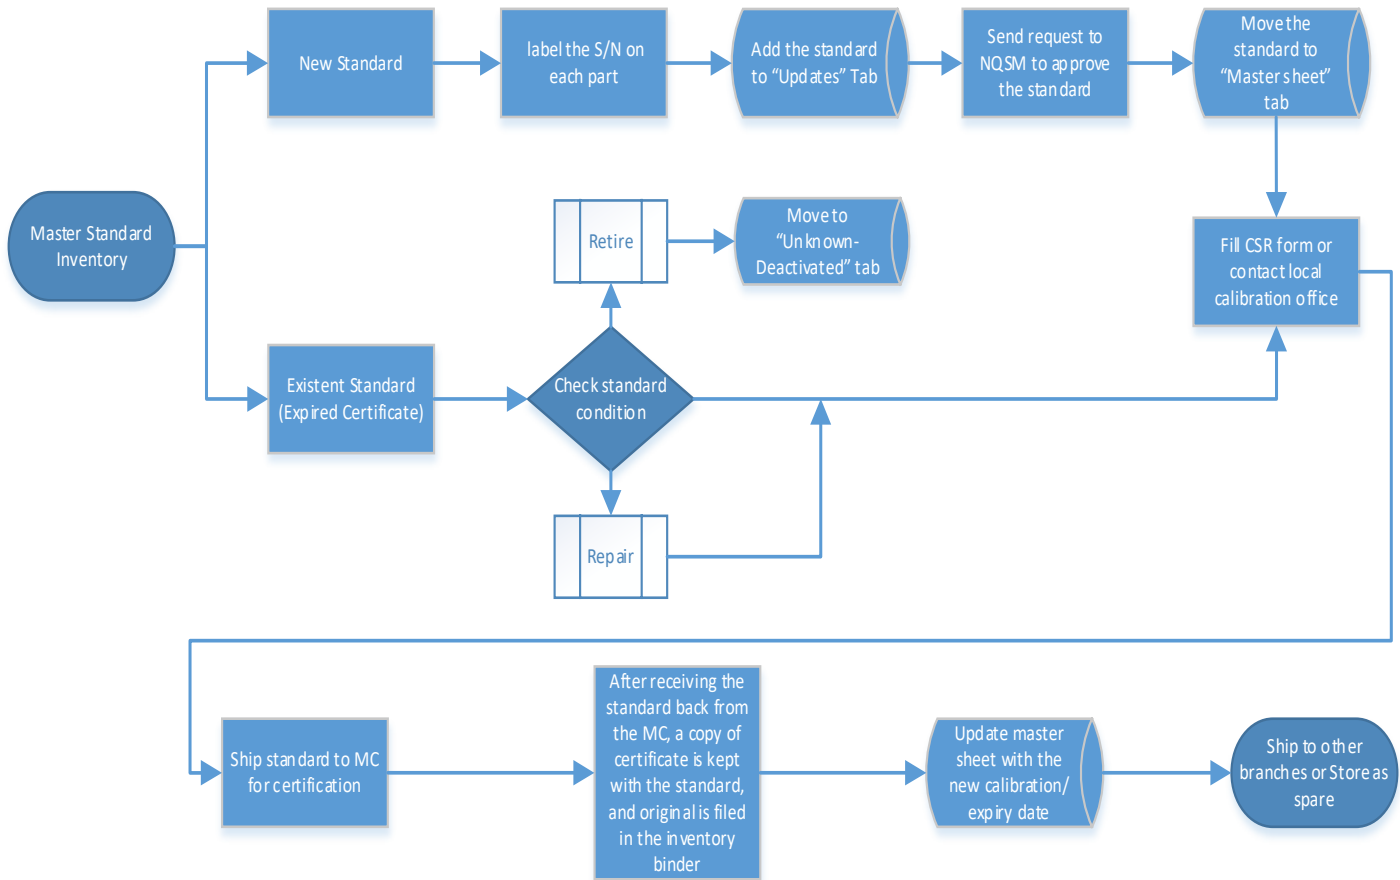 New Standard
label the S/N on
each part
Add the standard
to “Updates” Tab
Send request to
NQSM to approve
the standard
Move the
standard to
“Master sheet”
tab
Master Standard
Inventory
Retire
Move to
“Unknown-
Deactivated” tab
Fill CSR form or
contact local
calibration office
Existent Standard
(Expired Certificate)
Check standard
condition
Repair
Ship standard to MC
for certification
After receiving the
standard back from
the MC, a copy of
certificate is kept
with the standard,
and original is filed
in the inventory
binder
Update master
sheet with the
new calibration/
expiry date
Ship to other
branches or Store as
spare